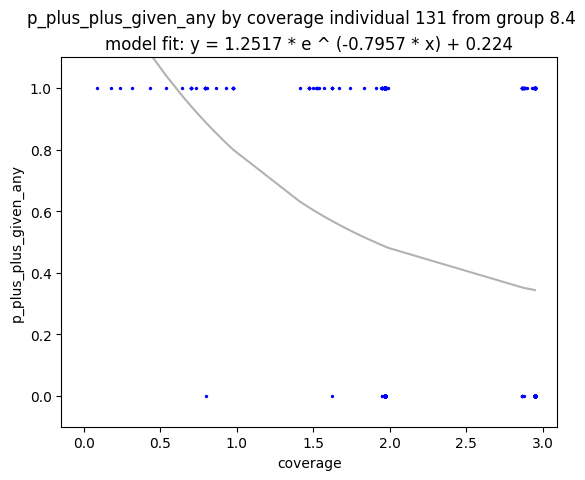 p_plus_plus_given_any by coverage individual 131 from group 8.4
model fit: y = 1.2517 * e ^ (-0.7957 * x) + 0.224
1.0
0.8
0.6
0.4
0.2
0.0
p_plus_plus_given_any
0.0 0.5 1.0 1.5 2.0 2.5 3.0
coverage